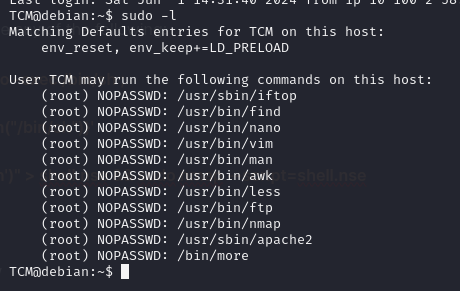 Last login: Sat Jun  1 14:31:40 2024 from ip-10-100-2-58
TCM@debian:~$ sudo -l
Matching Defaults entries for TCM on this host:
    env_reset, env_keep+=LD_PRELOAD

User TCM may run the following commands on this host:
    (root) NOPASSWD: /usr/sbin/iftop
    (root) NOPASSWD: /usr/bin/find
    (root) NOPASSWD: /usr/bin/nano
    (root) NOPASSWD: /usr/bin/vim
    (root) NOPASSWD: /usr/bin/man
    (root) NOPASSWD: /usr/bin/awk
    (root) NOPASSWD: /usr/bin/less
    (root) NOPASSWD: /usr/bin/ftp
    (root) NOPASSWD: /usr/bin/nmap
    (root) NOPASSWD: /usr/sbin/apache2
    (root) NOPASSWD: /bin/more
TCM@debian:~$